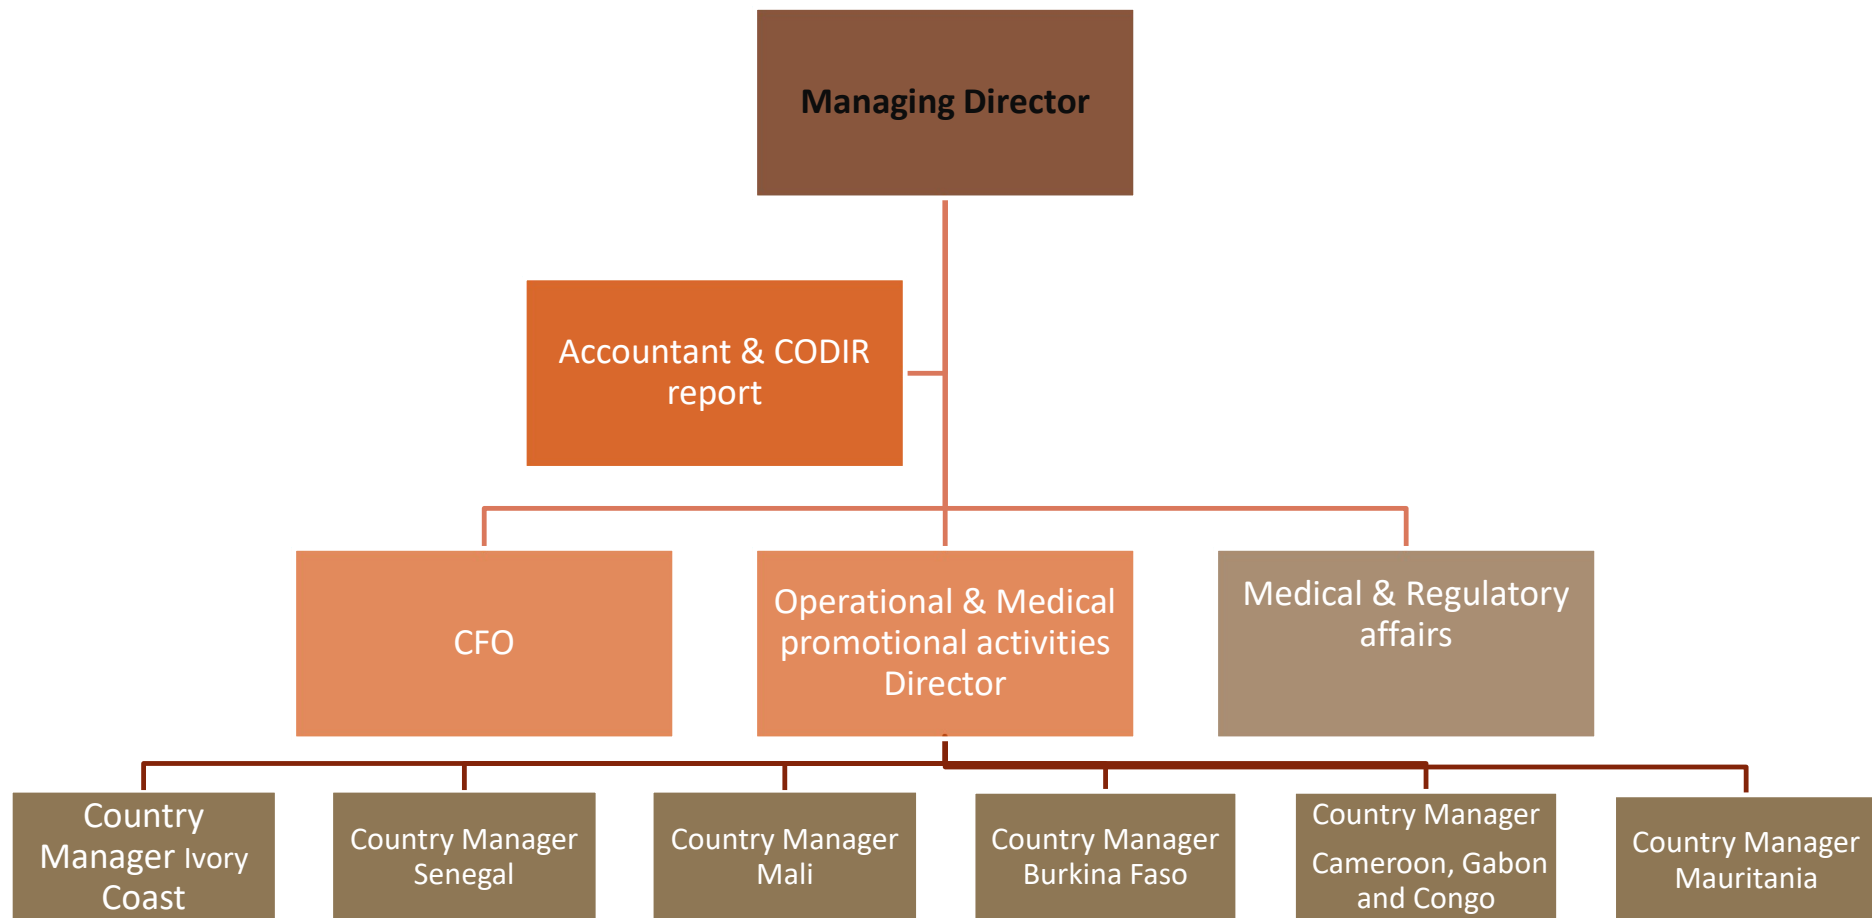 Managing Director
Accountant & CODIR
report
CFO
Operational & Medical
promotional activities
Director
Medical & Regulatory
affairs
Country
Manager Ivory
Coast
Country Manager
Senegal
Country Manager
Mali
Country Manager
Burkina Faso
Country Manager
Cameroon, Gabon
and Congo
Country Manager
Mauritania